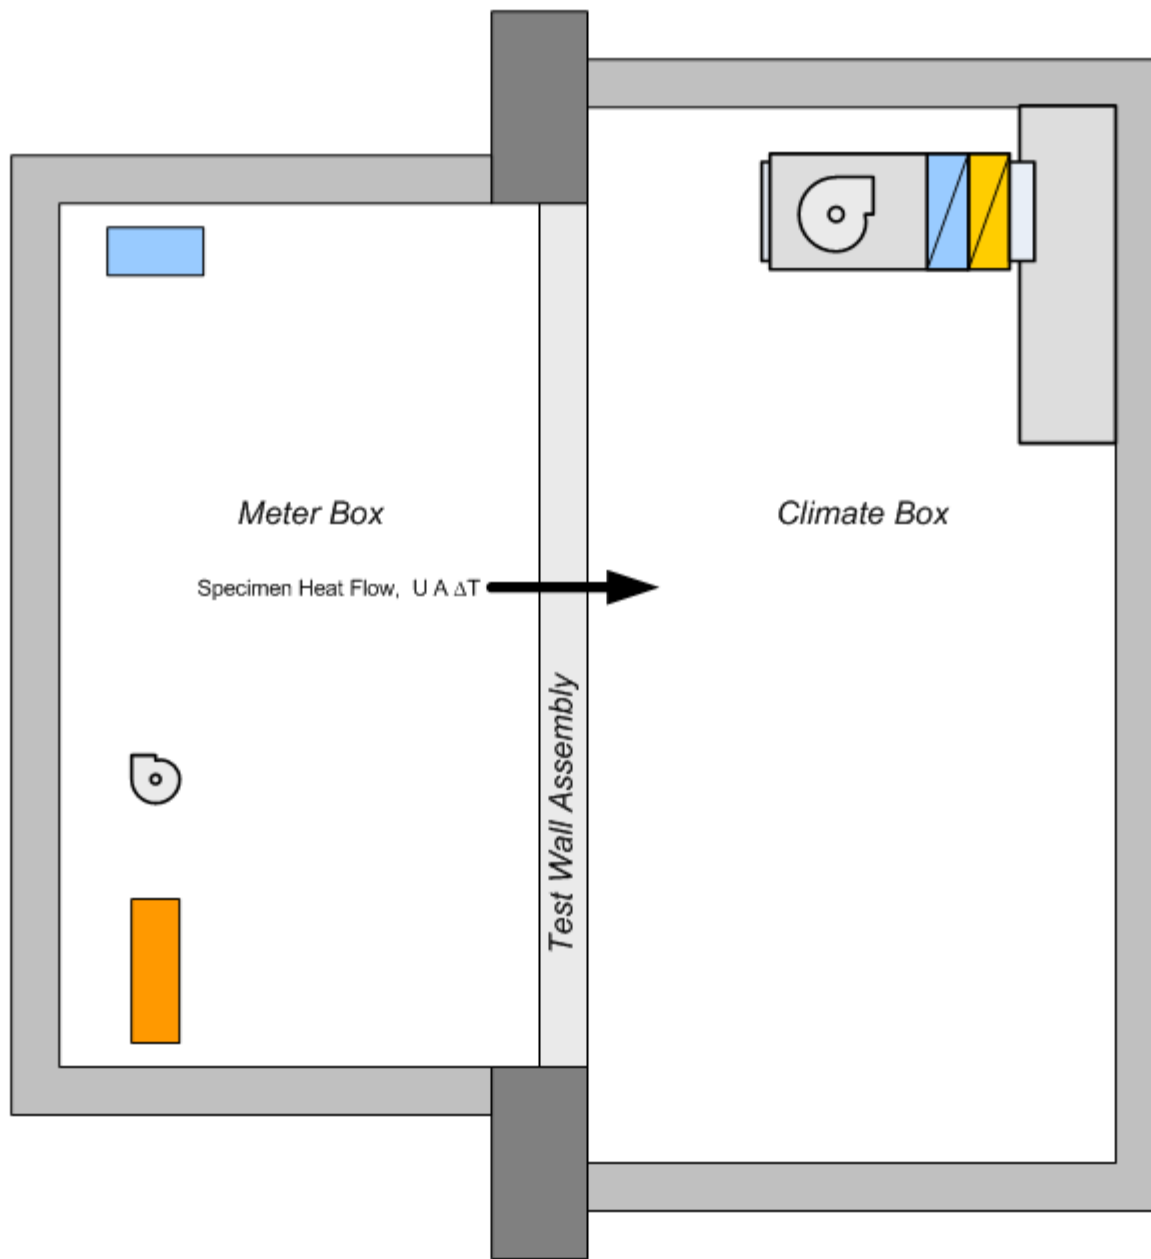 Meter Box
Climate Box
Specimen Heat Flow, U A ΔT
Test Wall Assembly